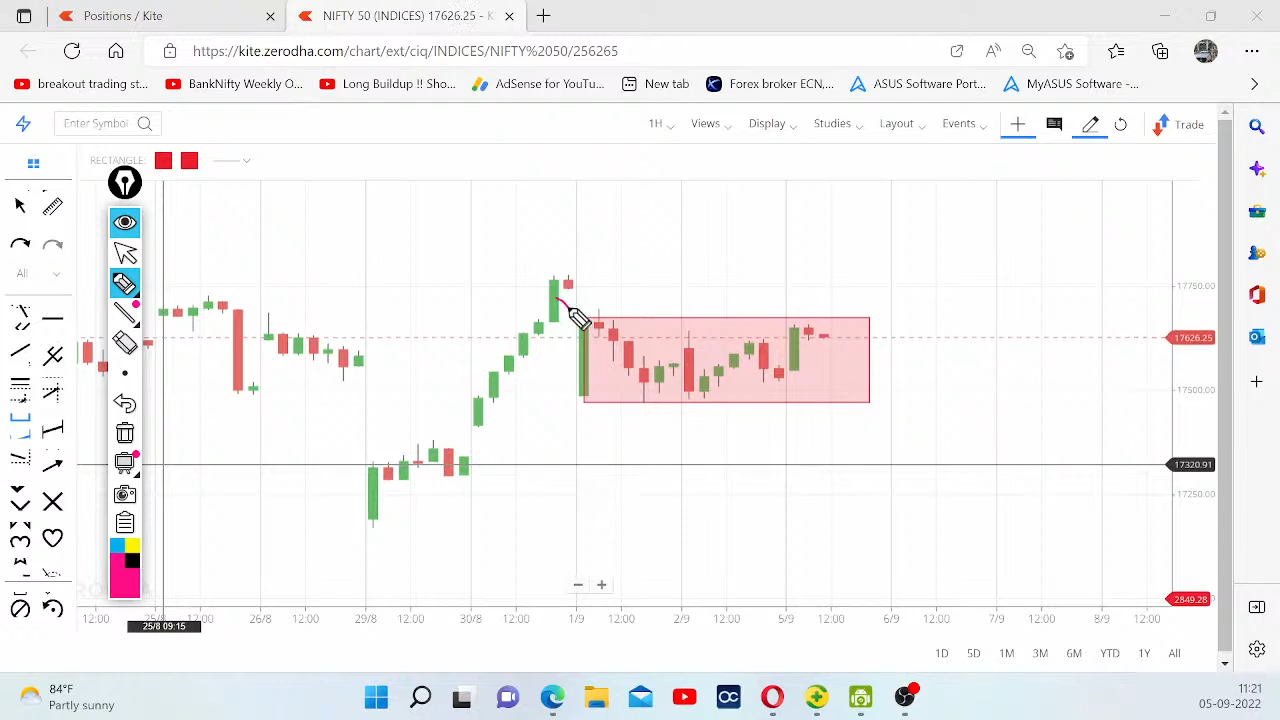 Positions / Kite
NIFTY 50 (INDICES) 17626.25 - K
https://kite.zerodha.com/chart/ext/ciq/INDICES/NIFTY%2050/256265
breakout trading st...
BankNifty Weekly O...
Long Buildup !! Sho...
AdSense for YouTu...
New tab
Forex broker ECN,...
ASUS Software Port...
MyASUS Software -...
Enter Symbol
1H
Views
Display
Studies
Layout
Events
Trade
RECTANGLE:
All
17750.00
17626.25
17500.00
17320.91
17250.00
2849.28
12:00
25/8
12:00
26/8
12:00
29/8
12:00
30/8
12:00
1/9
12:00
2/9
12:00
5/9
12:00
6/9
12:00
7/9
12:00
8/9
12:00
25/8 09:15
1D
5D
1M
3M
6M
YTD
1Y
All
84°F
Partly sunny
11:21
05-09-2022